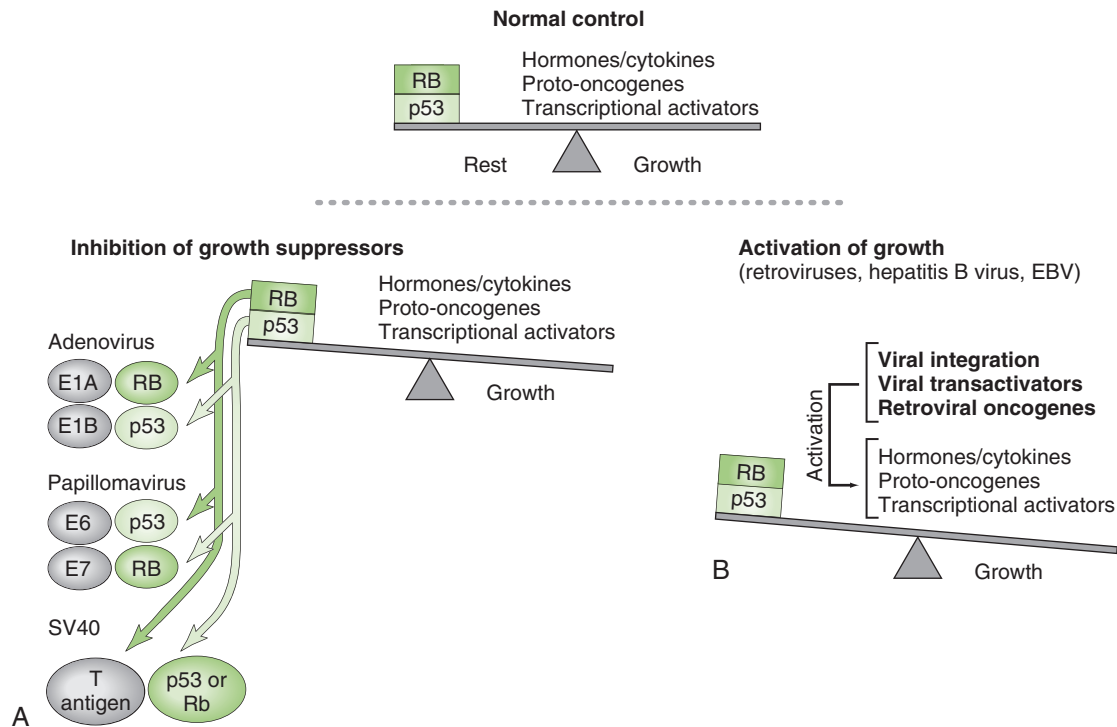 Normal control
RB
p53
Hormones/cytokines
Proto-oncogenes
Transcriptional activators
Rest
Growth
Inhibition of growth suppressors
RB
p53
Hormones/cytokines
Proto-oncogenes
Transcriptional activators
Growth
Adenovirus
E1A
RB
E1B
p53
Papillomavirus
E6
p53
E7
RB
SV40
T
antigen
p53 or
Rb
A
Activation of growth
(retroviruses, hepatitis B virus, EBV)
Viral integration
Viral transactivators
Retroviral oncogenes
Activation
Hormones/cytokines
Proto-oncogenes
Transcriptional activators
RB
p53
Growth
B